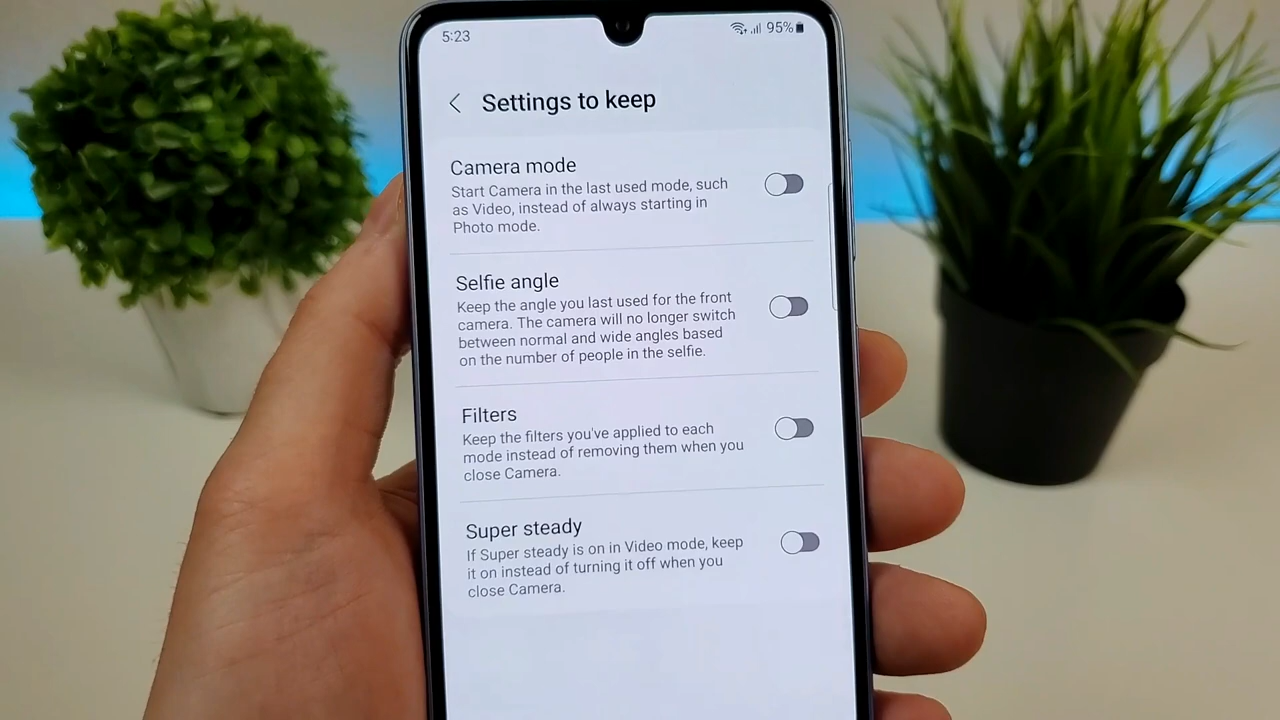 5:23
95%
Settings to keep
Camera mode
Start Camera in the last used mode, such
as Video, instead of always starting in
Photo mode.
Selfie angle
Keep the angle you last used for the front
camera. The camera will no longer switch
between normal and wide angles based
on the number of people in the selfie.
Filters
Keep the filters you've applied to each
mode instead of removing them when you
close Camera.
Super steady
If Super steady is on in Video mode, keep
it on instead of turning it off when you
close Camera.